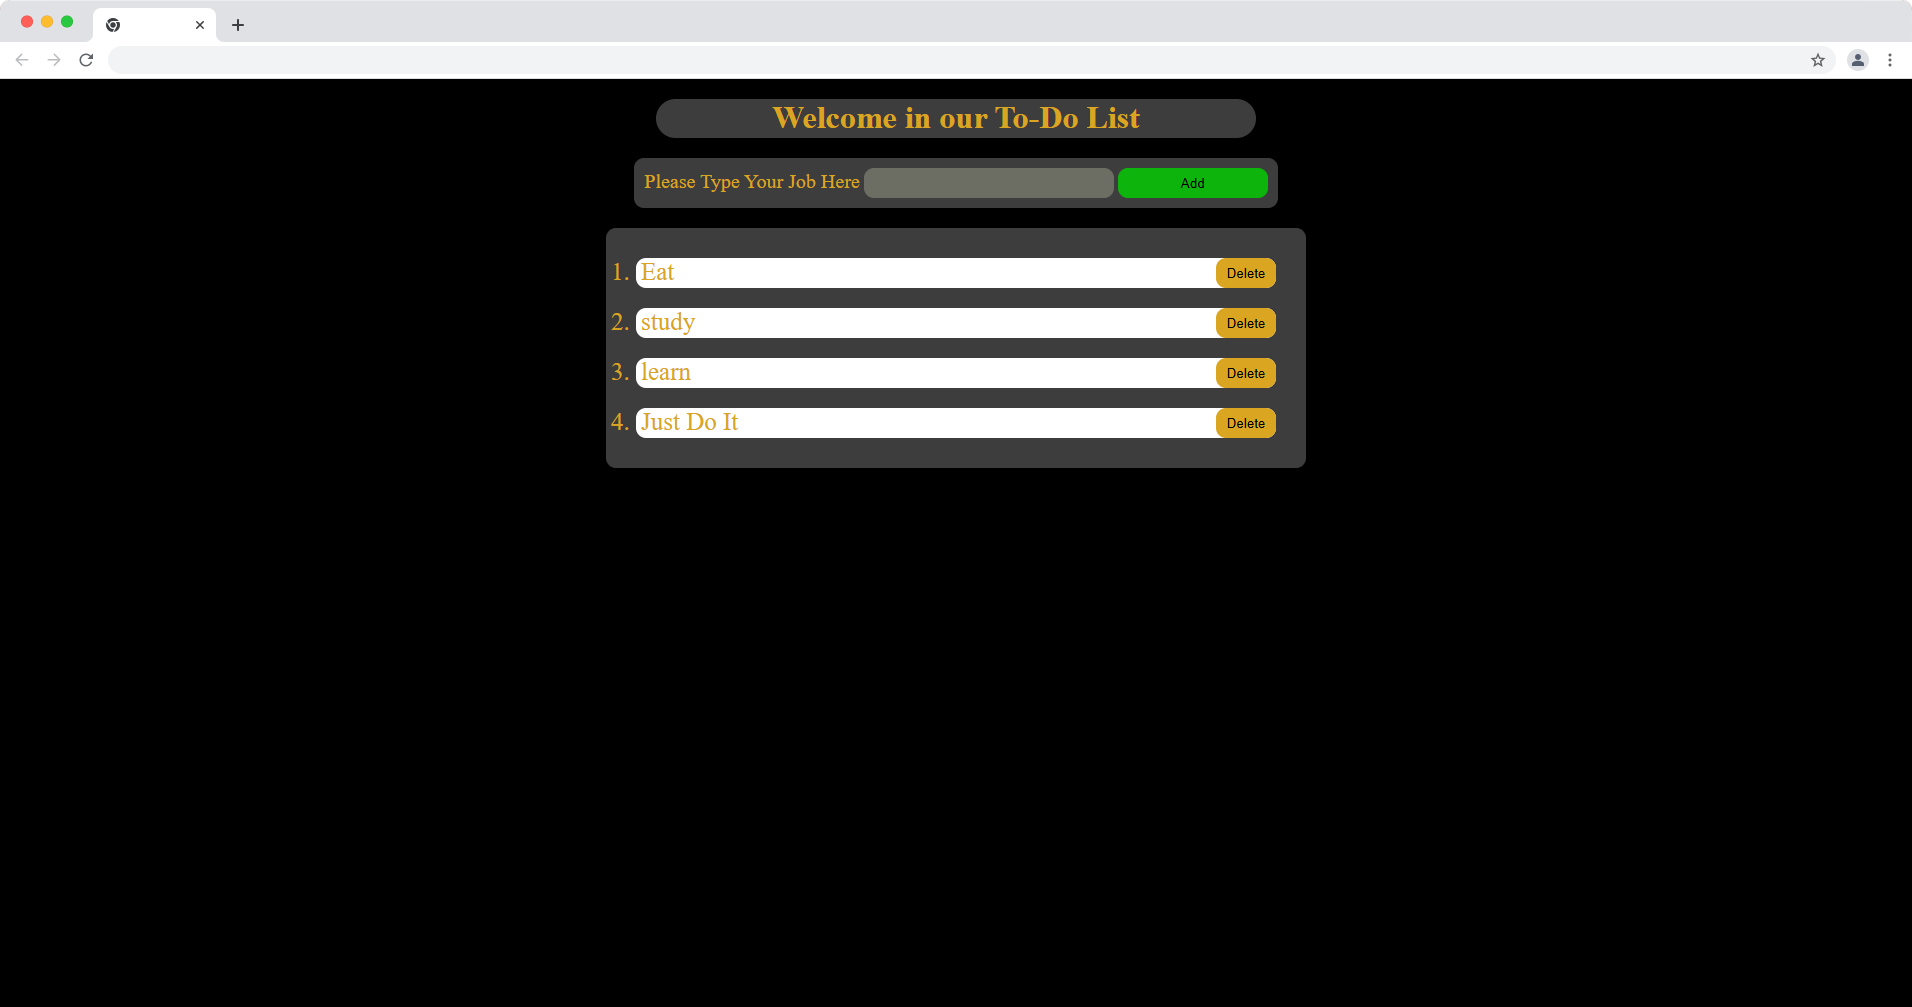 Welcome in our To-Do List
Please Type Your Job Here Add
1. Eat Delete
2. study Delete
3. learn Delete
4. Just Do It Delete